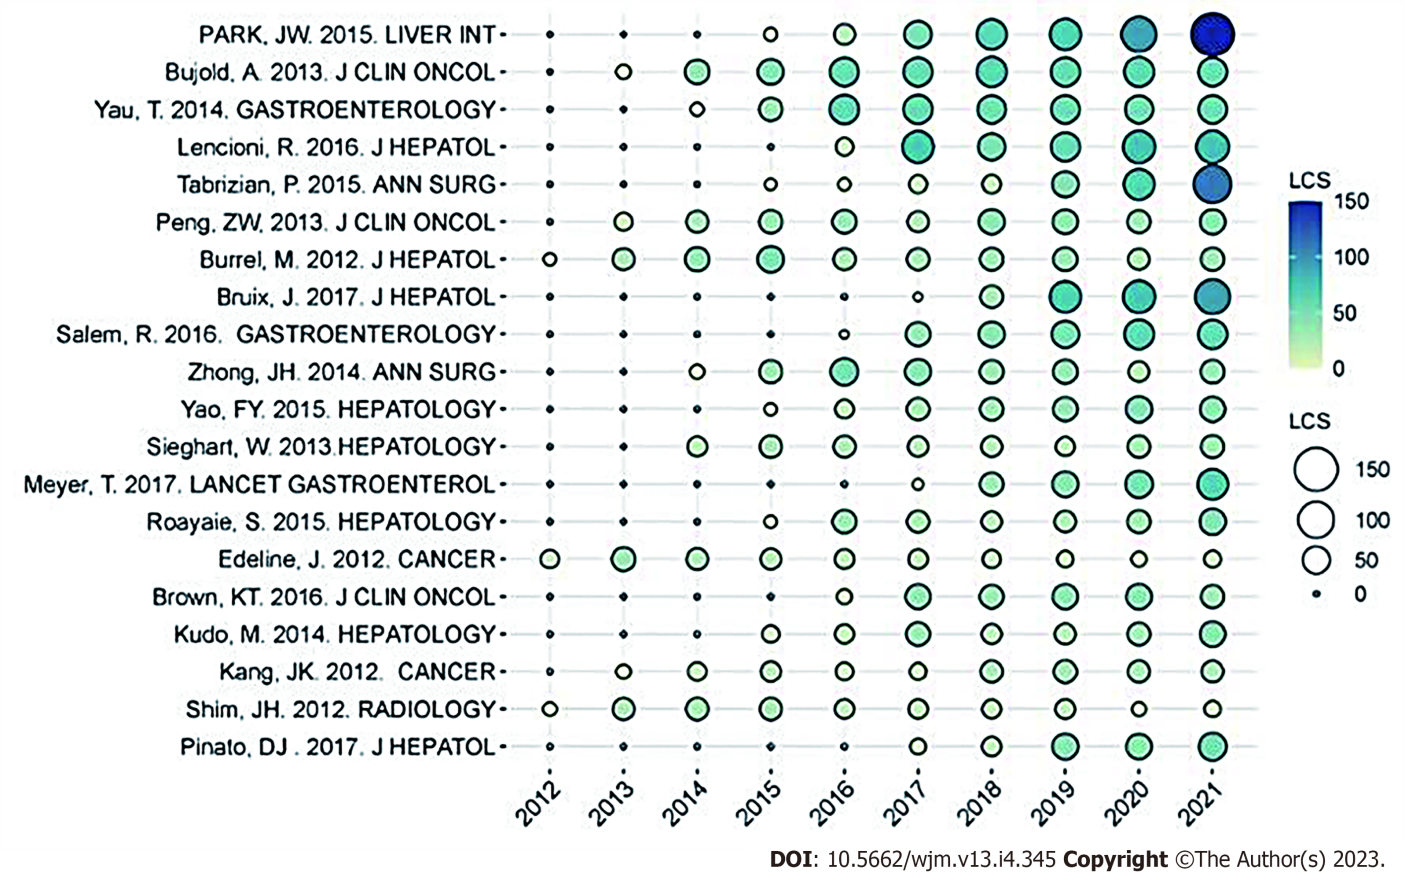 PARK, JW. 2015. LIVER INT
Bujold, A. 2013. J CLIN ONCOL
Yau, T. 2014. GASTROENTEROLOGY
Lencioni, R. 2016. J HEPATOL
Tabrizian, P. 2015. ANN SURG
Peng, ZW, 2013. J CLIN ONCOL
Burrel, M. 2012. J HEPATOL
Bruix, J. 2017. J HEPATOL
Salem, R. 2016. GASTROENTEROLOGY
Zhong, JH. 2014. ANN SURG
Yao, FY. 2015. HEPATOLOGY
Sieghart, W. 2013.HEPATOLOGY
Meyer, T. 2017. LANCET GASTROENTEROL
Roayaie, S. 2015. HEPATOLOGY
Edeline, J. 2012. CANCER
Brown, KT. 2016. J CLIN ONCOL
Kudo, M. 2014. HEPATOLOGY
Kang, JK. 2012. CANCER
Shim, JH. 2012. RADIOLOGY
Pinato, DJ . 2017. J HEPATOL
2012 2013 2014 2015 2016 2017 2018 2019 2020 2021
LCS
150
100
50
0
LCS
150
100
50
0
DOI: 10.5662/wjm.v13.i4.345 Copyright ©The Author(s) 2023.